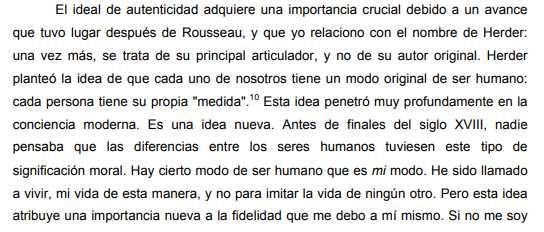 El ideal de autenticidad adquiere una importancia crucial debido a un avance
que tuvo lugar después de Rousseau, y que yo relaciono con el nombre de Herder:
una vez más, se trata de su principal articulador, y no de su autor original. Herder
planteó la idea de que cada uno de nosotros tiene un modo original de ser humano:
cada persona tiene su propia "medida".10 Esta idea penetró muy profundamente en la
conciencia moderna. Es una idea nueva. Antes de finales del siglo XVIII, nadie
pensaba que las diferencias entre los seres humanos tuviesen este tipo de
significación moral. Hay cierto modo de ser humano que es mi modo. He sido llamado
a vivir, mi vida de esta manera, y no para imitar la vida de ningún otro. Pero esta idea
atribuye una importancia nueva a la fidelidad que me debo a mí mismo. Si no me soy